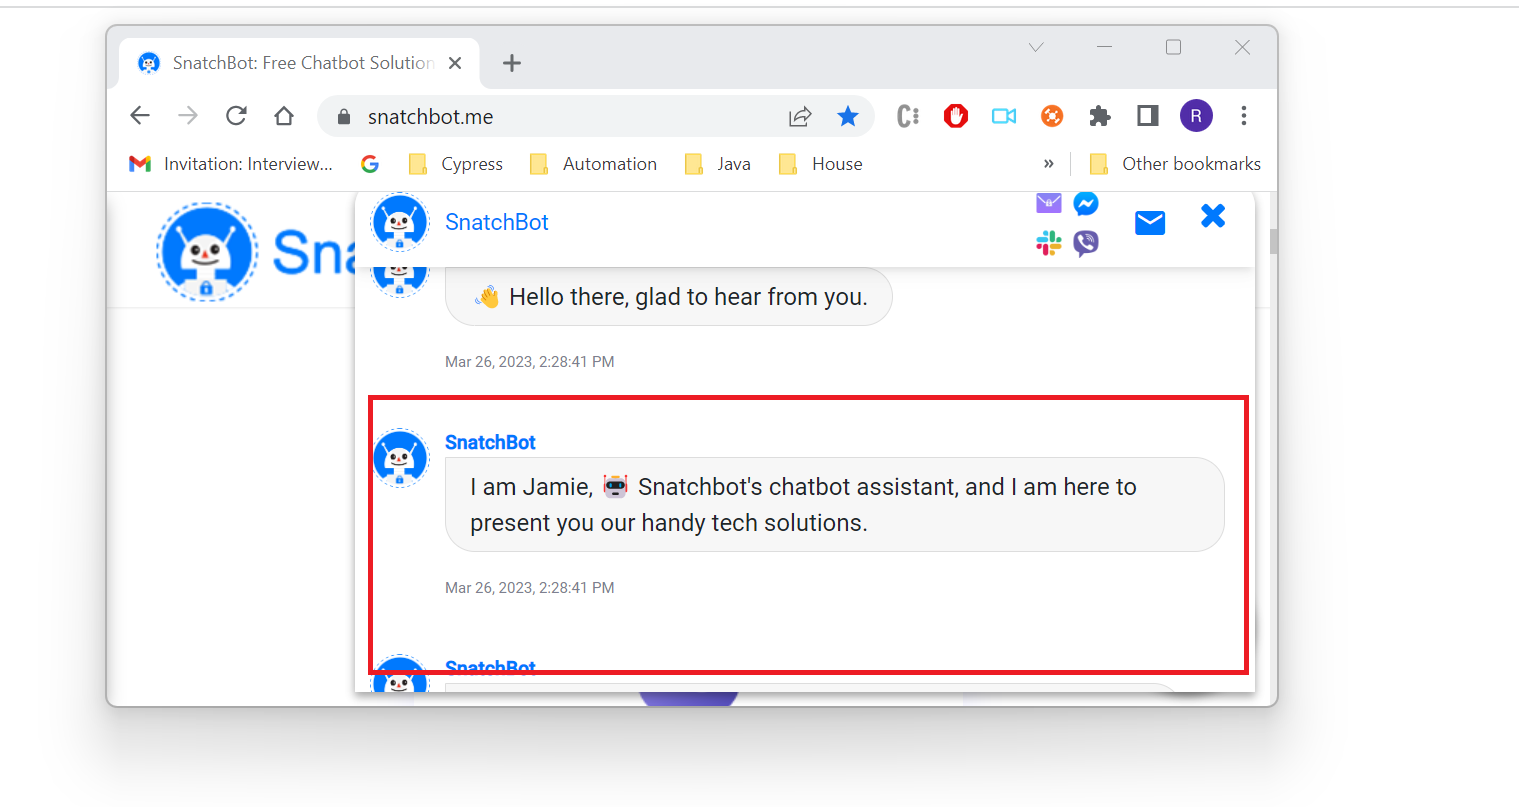 SnatchBot: Free Chatbot Solution
snatchbot.me
R
Invitation: Interview...
Cypress
Automation
Java
House
»
Other bookmarks
Sna
SnatchBot
👋 Hello there, glad to hear from you.
Mar 26, 2023, 2:28:41 PM
SnatchBot
I am Jamie, 🤖 Snatchbot's chatbot assistant, and I am here to
present you our handy tech solutions.
Mar 26, 2023, 2:28:41 PM
SnatchBot